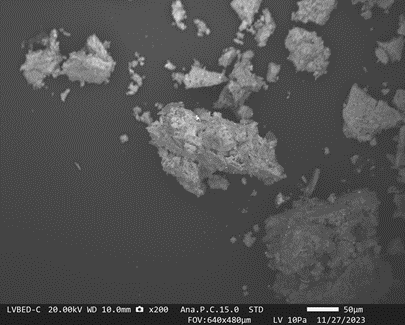 LVBED-C 20.00kV WD 10.0mm x200 Ana.P.C.15.0 STD 50µm
FOV:640x480µm LV 10Pa 11/27/2023